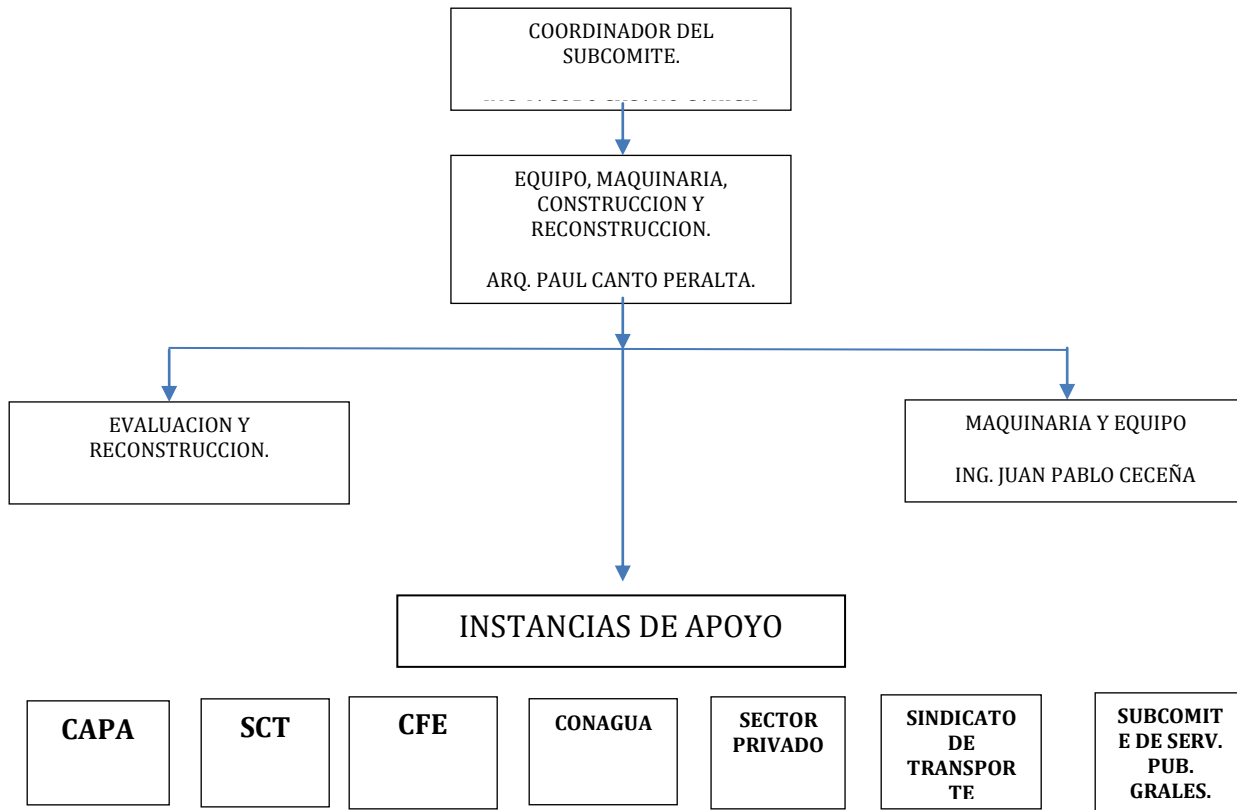 COORDINADOR DEL
SUBCOMITE.
EQUIPO, MAQUINARIA,
CONSTRUCCION Y
RECONSTRUCCION.
ARQ. PAUL CANTO PERALTA.
EVALUACION Y
RECONSTRUCCION.
MAQUINARIA Y EQUIPO
ING. JUAN PABLO CECEÑA
INSTANCIAS DE APOYO
CAPA
SCT
CFE
CONAGUA
SECTOR
PRIVADO
SINDICATO
DE
TRANSPOR
TE
SUBCOMIT
E DE SERV.
PUB.
GRALES.